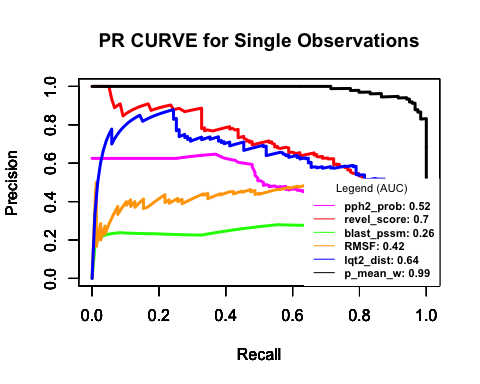 PR CURVE for Single Observations
Precision
1.0
0.8
0.6
0.4
0.2
0.0
Legend (AUC)
pph2_prob: 0.52
revel_score: 0.7
blast_pssm: 0.26
RMSF: 0.42
lqt2_dist: 0.64
p_mean_w: 0.99
0.0 0.2 0.4 0.6 0.8 1.0
Recall